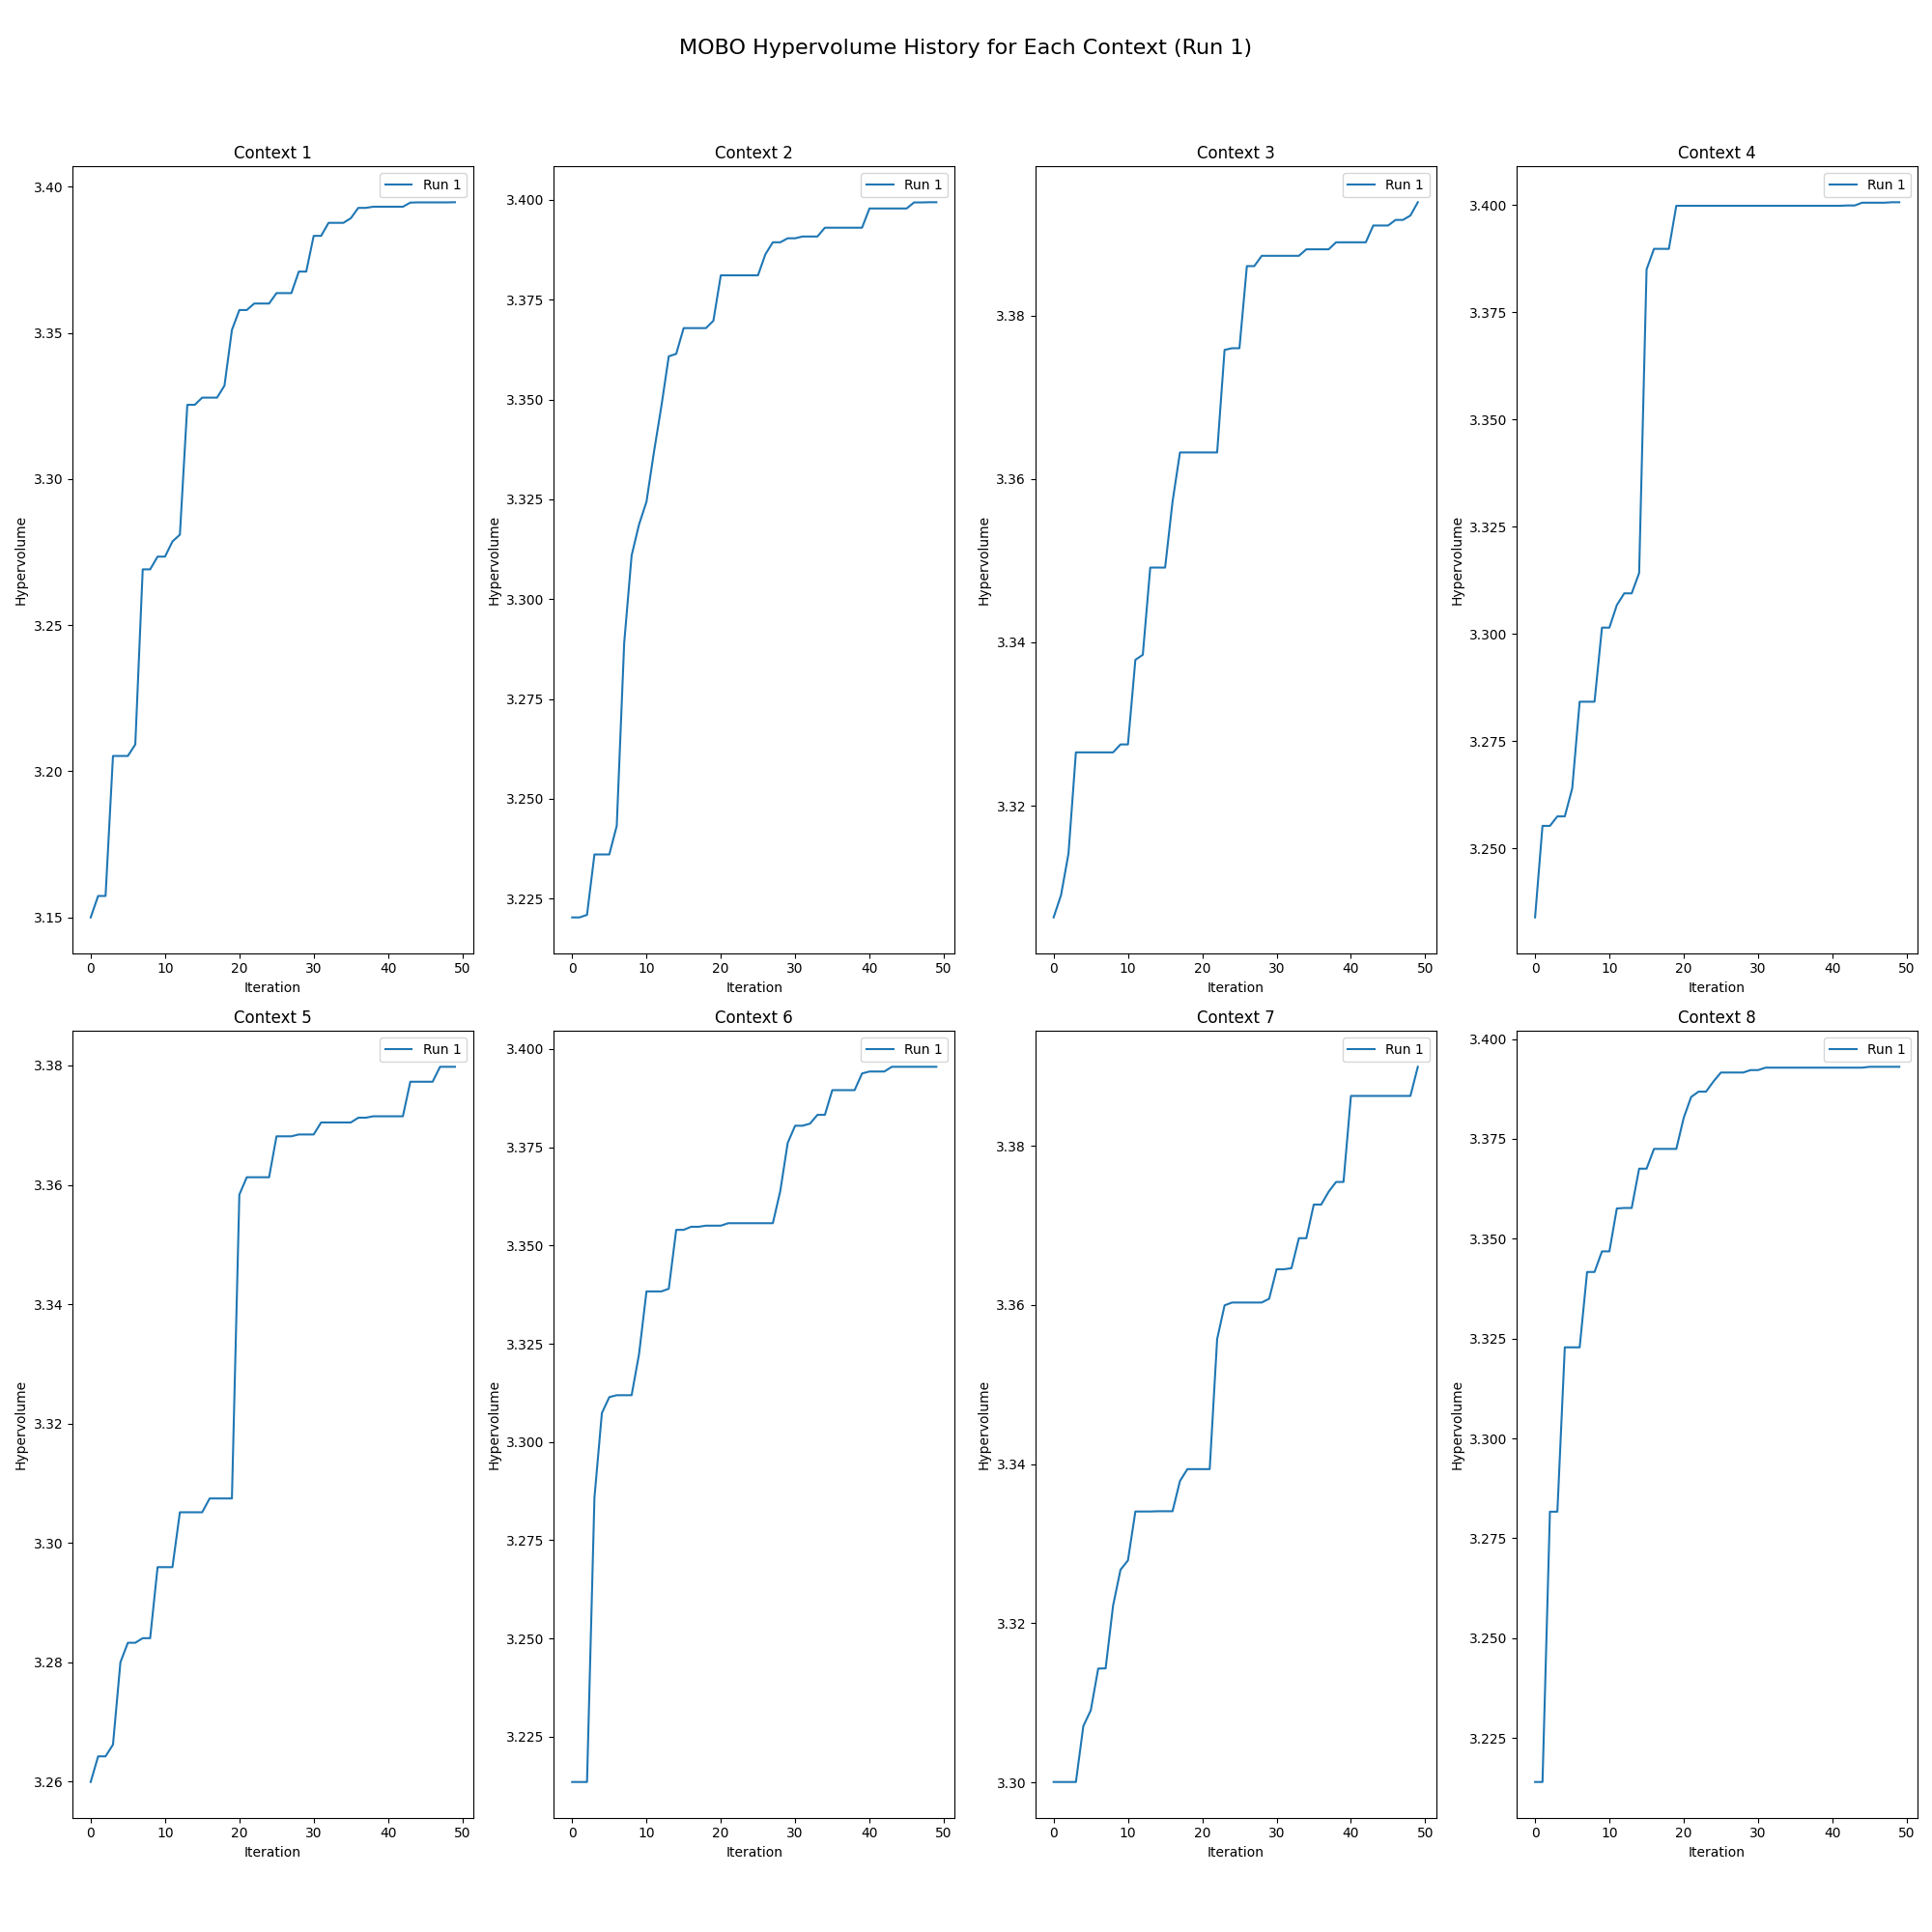 MOBO Hypervolume History for Each Context (Run 1)
Context 1
Run 1
3.40
3.35
3.30
3.25
3.20
3.15
Hypervolume
0 10 20 30 40 50
Iteration
Context 2
Run 1
3.400
3.375
3.350
3.325
3.300
3.275
3.250
3.225
Hypervolume
0 10 20 30 40 50
Iteration
Context 3
Run 1
3.38
3.36
3.34
3.32
Hypervolume
0 10 20 30 40 50
Iteration
Context 4
Run 1
3.400
3.375
3.350
3.325
3.300
3.275
3.250
Hypervolume
0 10 20 30 40 50
Iteration
Context 5
Run 1
3.38
3.36
3.34
3.32
3.30
3.28
3.26
Hypervolume
0 10 20 30 40 50
Iteration
Context 6
Run 1
3.400
3.375
3.350
3.325
3.300
3.275
3.250
3.225
Hypervolume
0 10 20 30 40 50
Iteration
Context 7
Run 1
3.38
3.36
3.34
3.32
3.30
Hypervolume
0 10 20 30 40 50
Iteration
Context 8
Run 1
3.400
3.375
3.350
3.325
3.300
3.275
3.250
3.225
Hypervolume
0 10 20 30 40 50
Iteration